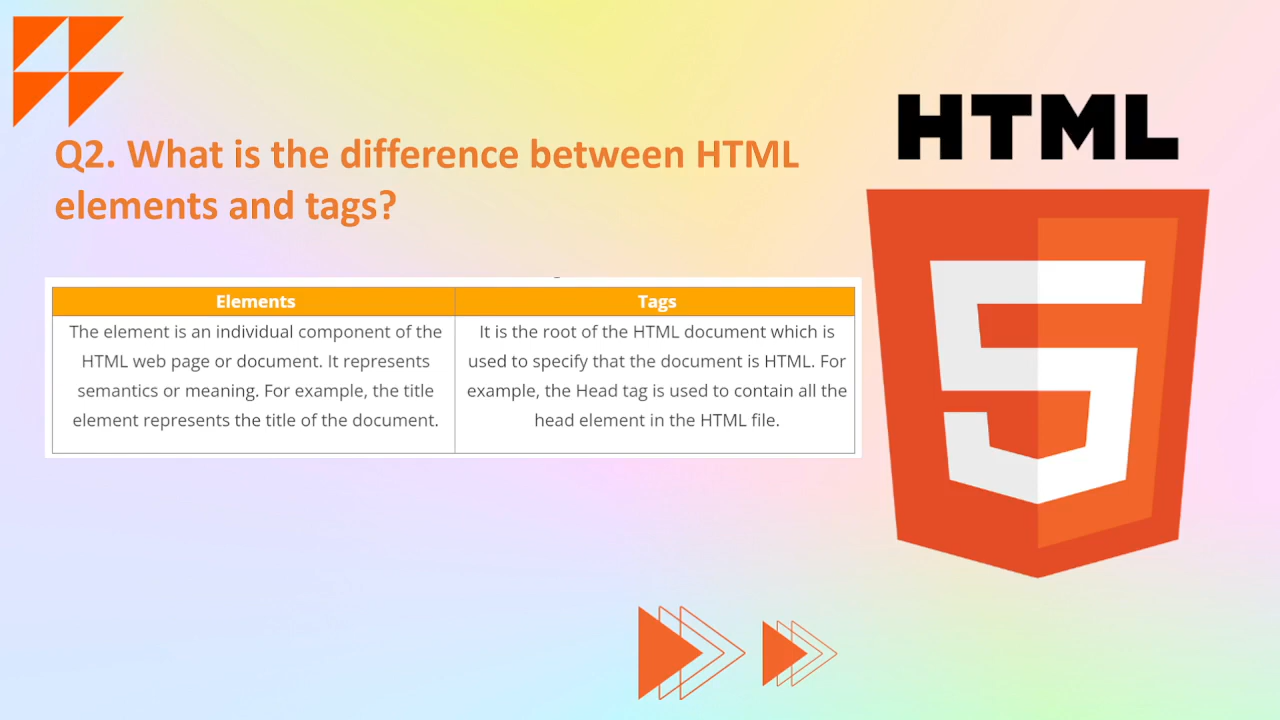 HTML
Q2. What is the difference between HTML
elements and tags?
Elements
The element is an individual component of the
HTML web page or document. It represents
semantics or meaning. For example, the title
element represents the title of the document.
Tags
It is the root of the HTML document which is
used to specify that the document is HTML. For
example, the Head tag is used to contain all the
head element in the HTML file.
5